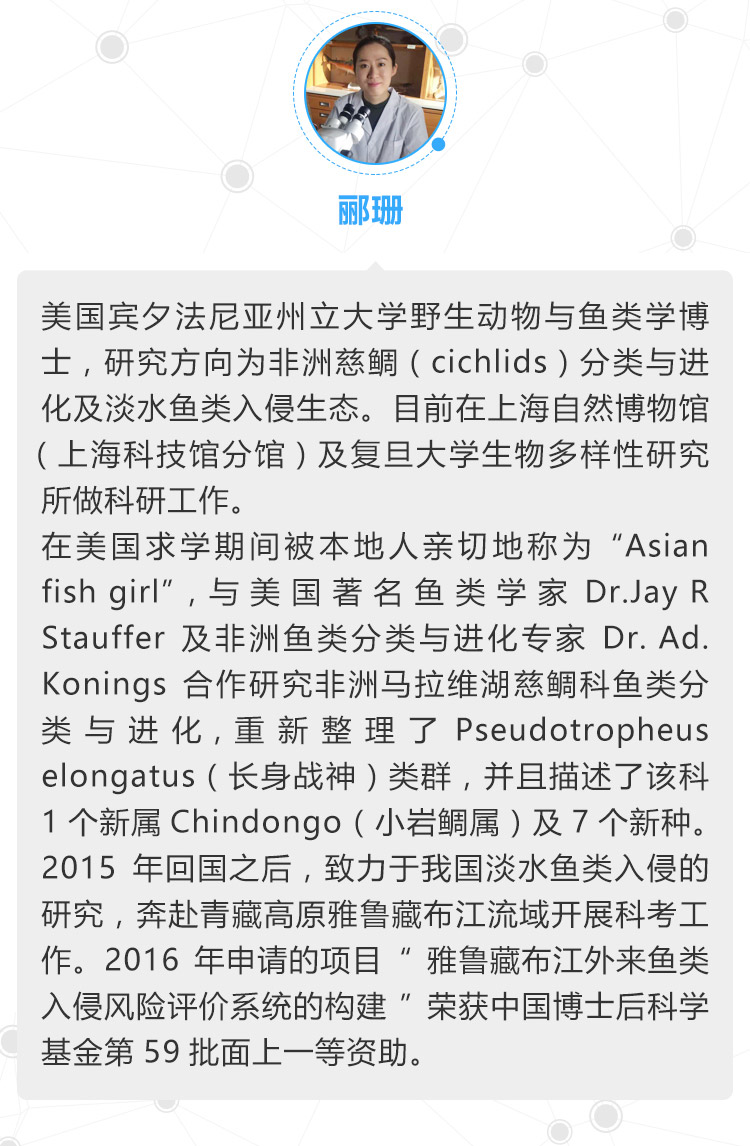 郦珊
美国宾夕法尼亚州立大学野生动物与鱼类学博
士，研究方向为非洲慈鲷（cichlids）分类与进
化及淡水鱼类入侵生态。目前在上海自然博物馆
（上海科技馆分馆）及复旦大学生物多样性研究
所做科研工作。
在美国求学期间被本地人亲切地称为“Asian
fish girl”,与美国著名鱼类学家 Dr.Jay R
Stauffer 及非洲鱼类分类与进化专家 Dr. Ad.
Konings 合作研究非洲马拉维湖慈鲷科鱼类分
类与进化,重新整理了 Pseudotropheus
elongatus（长身战神）类群，并且描述了该科
1 个新属 Chindongo（小岩鲷属）及 7 个新种。
2015 年回国之后，致力于我国淡水鱼类入侵的
研究，奔赴青藏高原雅鲁藏布江流域开展科考工
作。2016 年申请的项目“ 雅鲁藏布江外来鱼类
入侵风险评价系统的构建 ”荣获中国博士后科学
基金第 59 批面上一等资助。